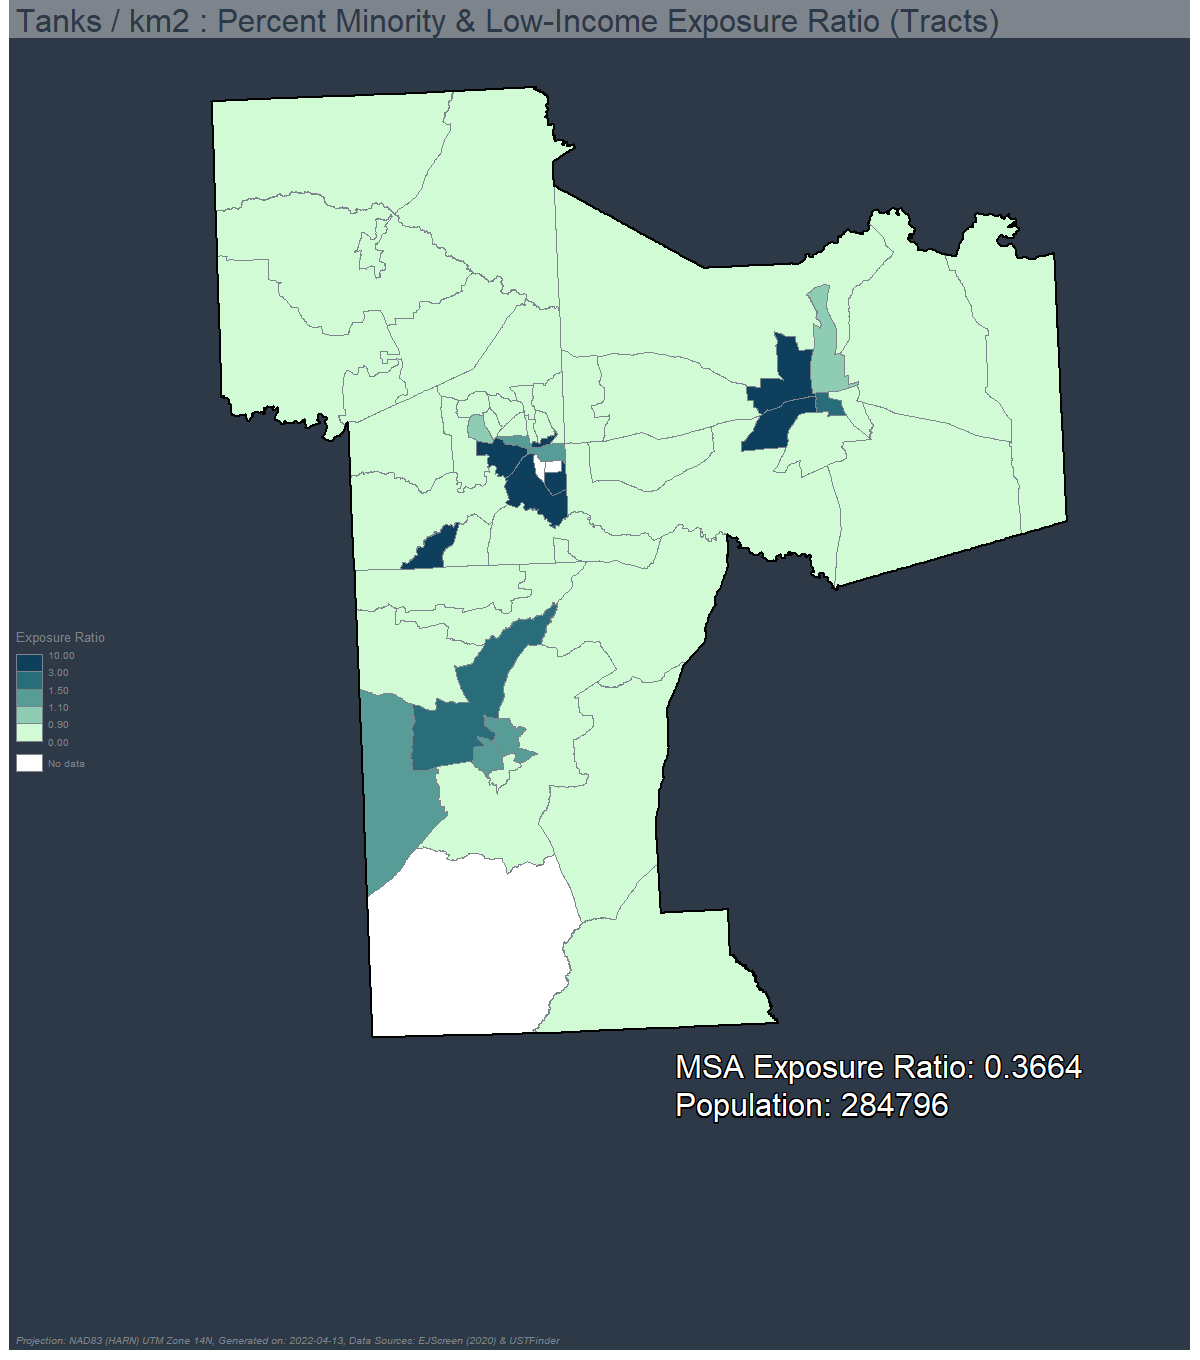 Tanks / km2 : Percent Minority & Low-Income Exposure Ratio (Tracts)
Exposure Ratio
10.00
3.00
1.50
1.10
0.90
0.00
No data
MSA Exposure Ratio: 0.3664
Population: 284796
Projection: NAD83 (HARN) UTM Zone 14N, Generated on: 2022-04-13, Data Sources: EJScreen (2020) & USTFinder